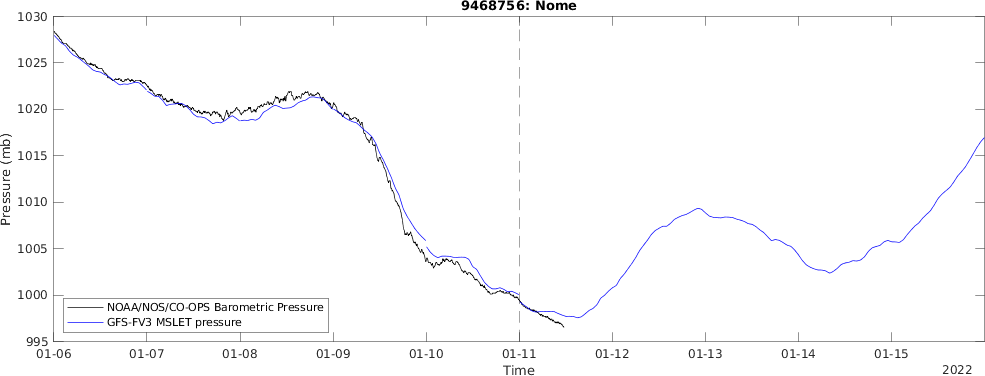 9468756: Nome
1030
1025
1020
1015
1010
1005
1000
995
Pressure (mb)
NOAA/NOS/CO-OPS Barometric Pressure
GFS-FV3 MSLET pressure
01-06 01-07 01-08 01-09 01-10 01-11 01-12 01-13 01-14 01-15
Time
2022